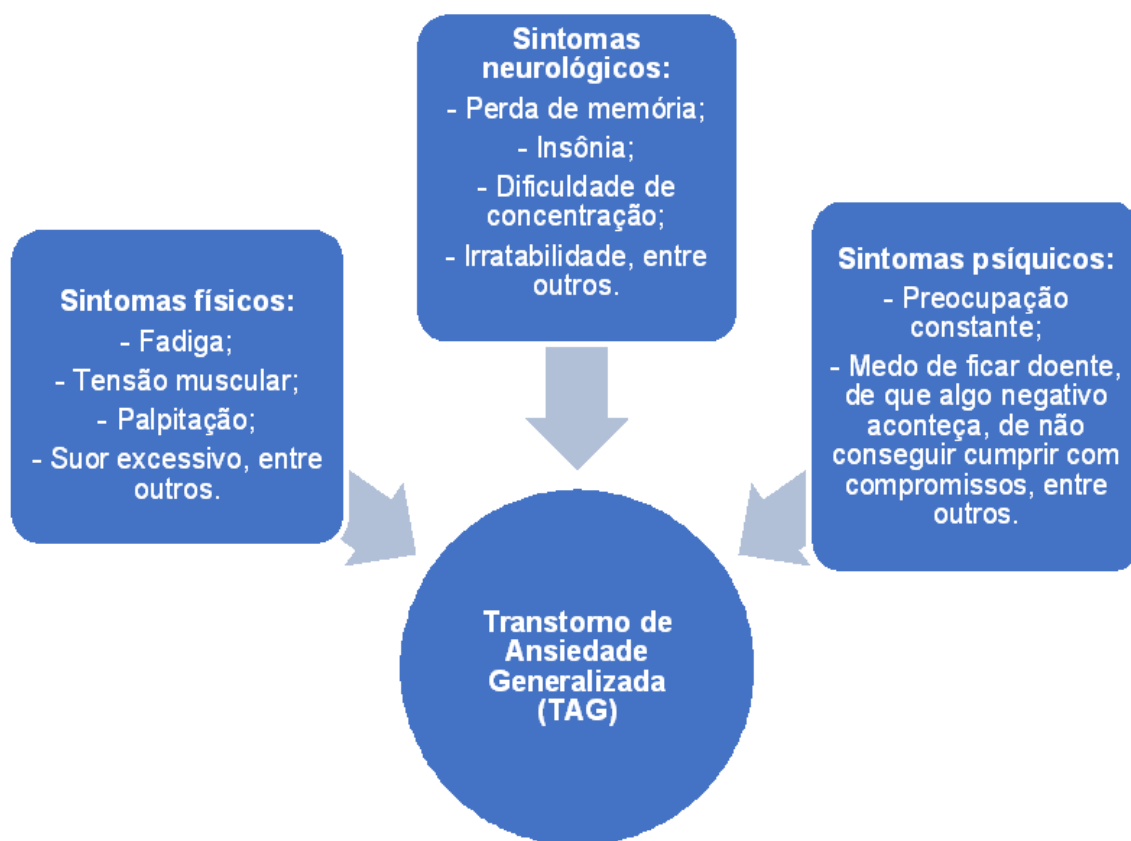 Sintomas
neurológicos:
- Perda de memória;
- Insônia;
- Dificuldade de
concentração;
- Irratabilidade, entre
outros.
Sintomas físicos:
- Fadiga;
- Tensão muscular;
- Palpitação;
- Suor excessivo, entre
outros.
Sintomas psíquicos:
- Preocupação
constante;
- Medo de ficar doente,
de que algo negativo
aconteça, de não
conseguir cumprir com
compromissos, entre
outros.
Transtorno de
Ansiedade
Generalizada
(TAG)